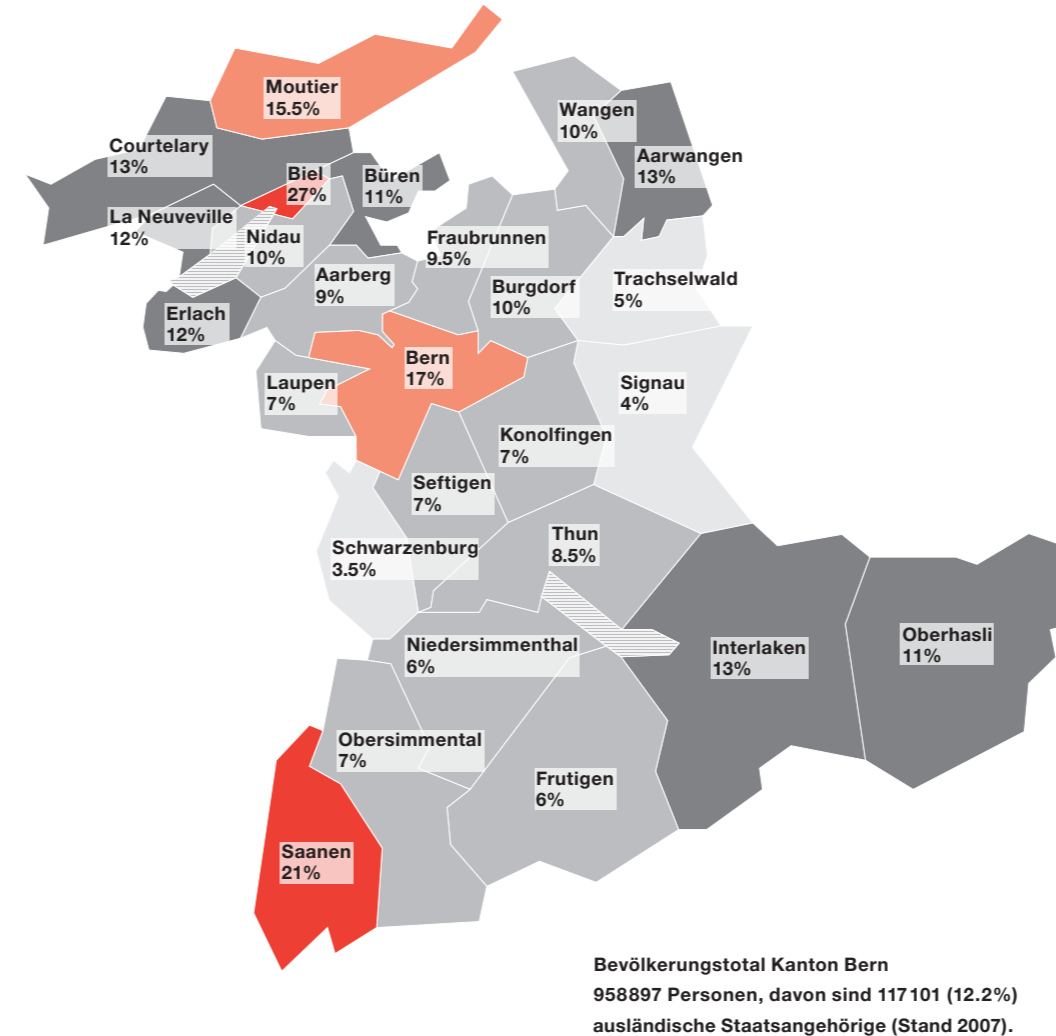 Moutier
15.5%
Wangen
10%
Courtelary
13%
Aarwangen
13%
Biel
27%
Büren
11%
La Neuveville
12%
Nidau
10%
Fraubrunnen
9.5%
Aarberg
9%
Burgdorf
10%
Trachselwald
5%
Erlach
12%
Bern
17%
Laupen
7%
Signau
4%
Konolfingen
7%
Seftigen
7%
Thun
8.5%
Schwarzenburg
3.5%
Niedersimmenthal
6%
Interlaken
13%
Oberhasli
11%
Obersimmental
7%
Frutigen
6%
Saanen
21%
Bevölkerungstotal Kanton Bern
958897 Personen, davon sind 117101 (12.2%)
ausländische Staatsangehörige (Stand 2007).